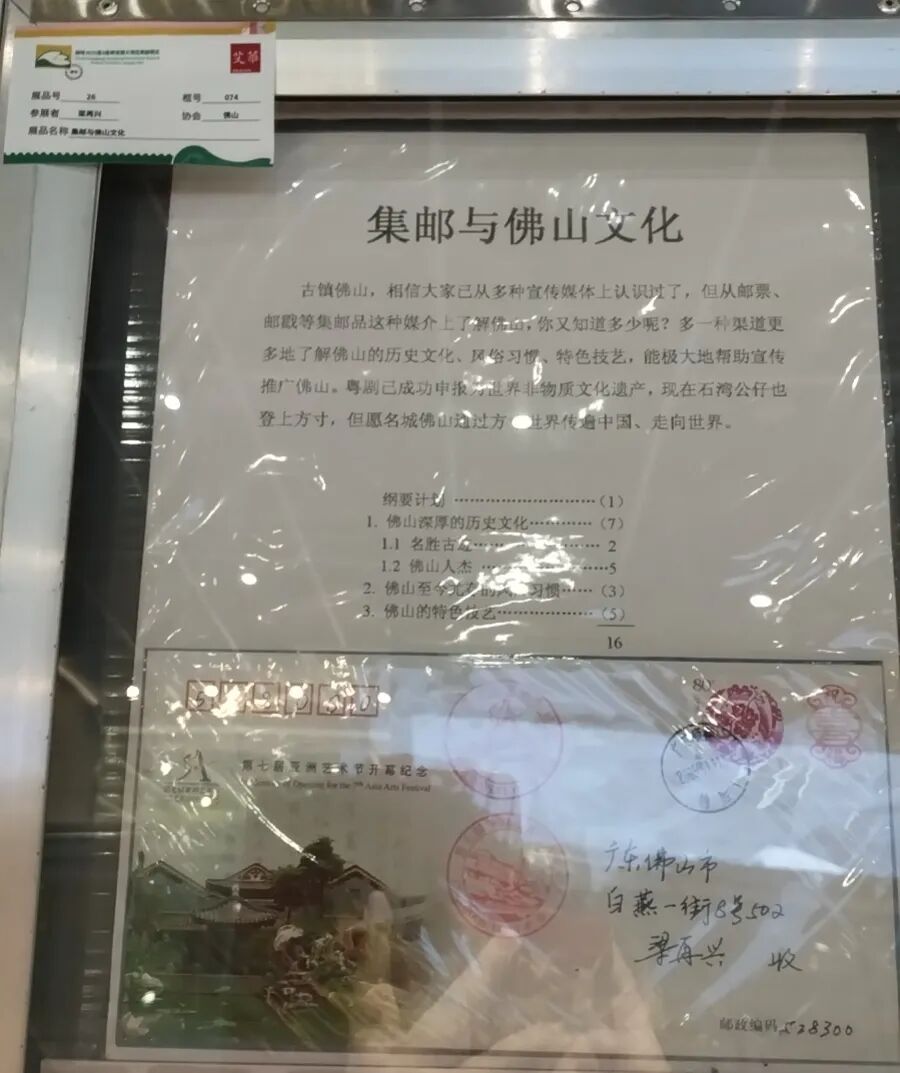 艾華
展品号 26 框号 074
参展者 梁再兴 协会 佛山
展品名称 集邮与佛山文化
集邮与佛山文化
古镇佛山，相信大家已从多种宣传媒体上认识过了，但从邮票、
邮戳等集邮品这种媒介上了解佛山，你又知道多少呢？多一种渠道更
多地了解佛山的历史文化、风俗习惯、特色技艺，能极大地帮助宣传
推广佛山。粤剧已成功申报为世界非物质文化遗产，现在石湾公仔也
登上方寸，但愿名城佛山通过方 世界传遍中国、走向世界。
纲要计划……………………（1）
1. 佛山深厚的历史文化…………（7）
1.1 名胜古迹………………… 2
1.2 佛山人杰…………………5
2. 佛山至今尤存的风俗习惯……（3）
3. 佛山的特色技艺………………（5）
16
80
第七届亚洲艺术节开幕纪念
Opening for the 7th Asia Arts Festival
广东佛山市
白燕一街8号502
梁再兴 收
邮政编码 528300